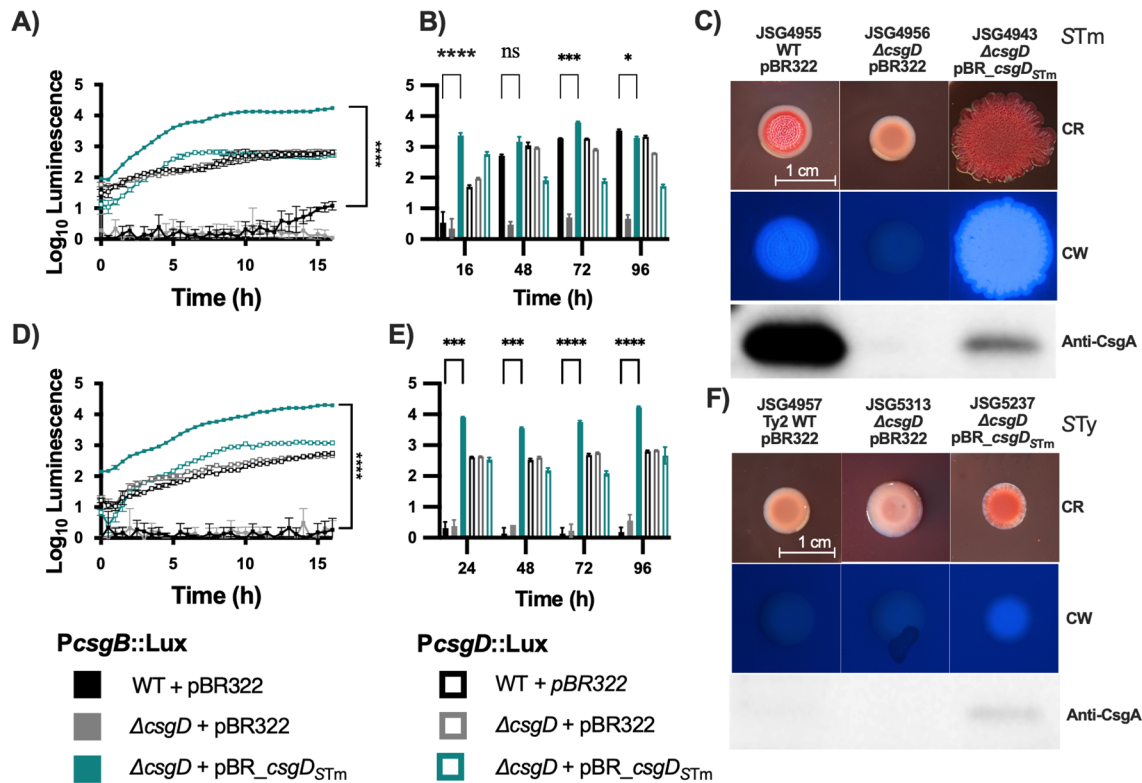 A)
Log10 Luminescence
5
4
3
2
1
0
0 5 10 15
Time (h)
****
B)
**** ns *** *
5
4
3
2
1
0
16 48 72 96
Time (h)
C)
JSG4955 JSG4956 JSG4943 STm
WT ΔcsgD ΔcsgD
pBR322 pBR322 pBR_csgDSTm
CR
1 cm
CW
Anti-CsgA
D)
Log10 Luminescence
5
4
3
2
1
0
0 5 10 15
Time (h)
****
E)
*** *** **** ****
5
4
3
2
1
0
24 48 72 96
Time (h)
F)
JSG4957 JSG5313 JSG5237 STy
Ty2 WT ΔcsgD ΔcsgD
pBR322 pBR322 pBR_csgDSTm
CR
1 cm
CW
Anti-CsgA
PcsgB::Lux
WT + pBR322
ΔcsgD + pBR322
ΔcsgD + pBR_csgDSTm
PcsgD::Lux
WT + pBR322
ΔcsgD + pBR322
ΔcsgD + pBR_csgDSTm